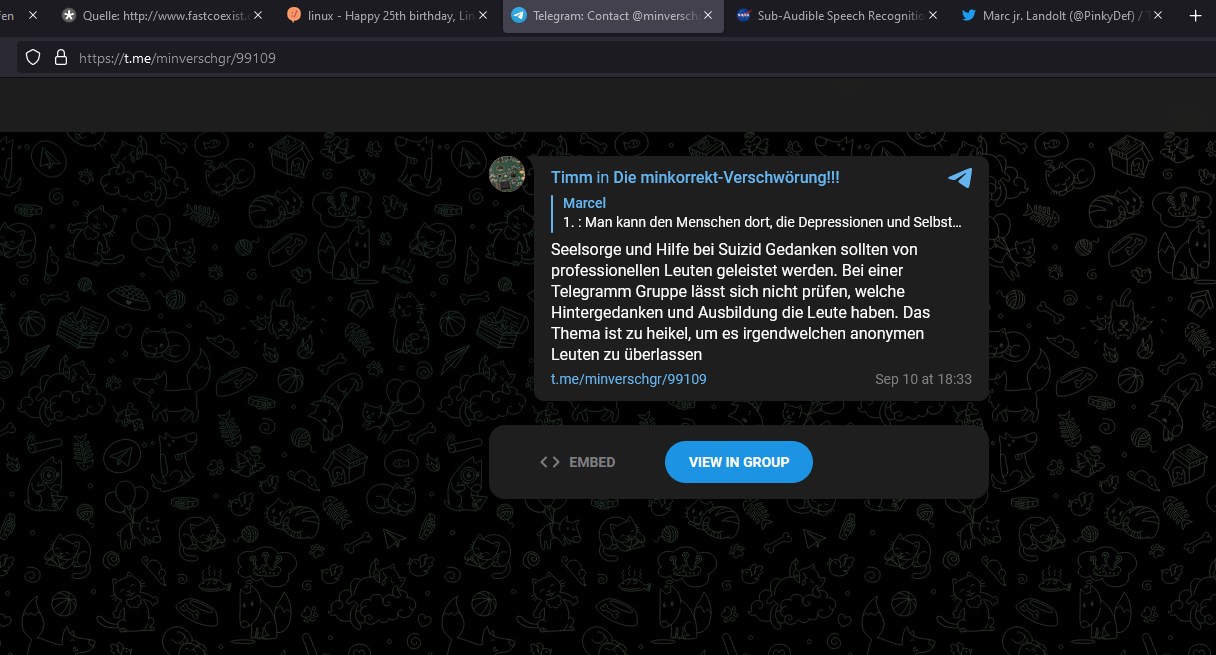 fen
Quelle: http://www.fastcoexist.c
linux - Happy 25th birthday, Lin
Telegram: Contact @minversch
Sub-Audible Speech Recognitio
Marc jr. Landolt (@PinkyDef) / T
https://t.me/minverschgr/99109
Timm in Die minkorrekt-Verschwörung!!!
Marcel
1. : Man kann den Menschen dort, die Depressionen und Selbst…
Seelsorge und Hilfe bei Suizid Gedanken sollten von
professionellen Leuten geleistet werden. Bei einer
Telegramm Gruppe lässt sich nicht prüfen, welche
Hintergedanken und Ausbildung die Leute haben. Das
Thema ist zu heikel, um es irgendwelchen anonymen
Leuten zu überlassen
t.me/minverschgr/99109 Sep 10 at 18:33
EMBED
VIEW IN GROUP